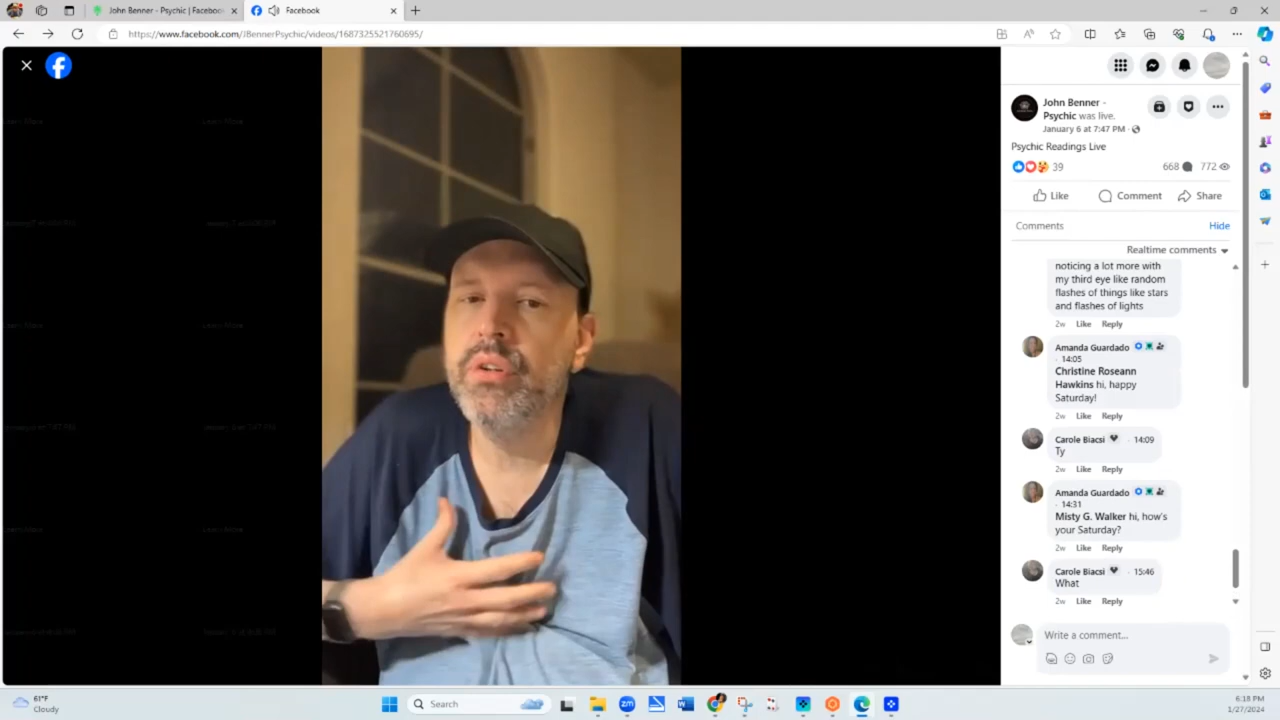 John Benner - Psychic | Facebook
Facebook
https://www.facebook.com/JBennerPsychic/videos/1687325521760695/
John Benner -
Psychic was live.
January 6 at 7:47 PM ·
Psychic Readings Live
39
668
772
Like
Comment
Share
Comments
Hide
Realtime comments
noticing a lot more with
my third eye like random
flashes of things like stars
and flashes of lights
2w Like Reply
Amanda Guardado
· 14:05
Christine Roseann
Hawkins hi, happy
Saturday!
2w Like Reply
Carole Biacsi · 14:09
Ty
2w Like Reply
Amanda Guardado
· 14:31
Misty G. Walker hi, how's
your Saturday?
2w Like Reply
Carole Biacsi · 15:46
What
2w Like Reply
Write a comment...
61°F
Cloudy
Search
zm
W
6:18 PM
1/27/2024